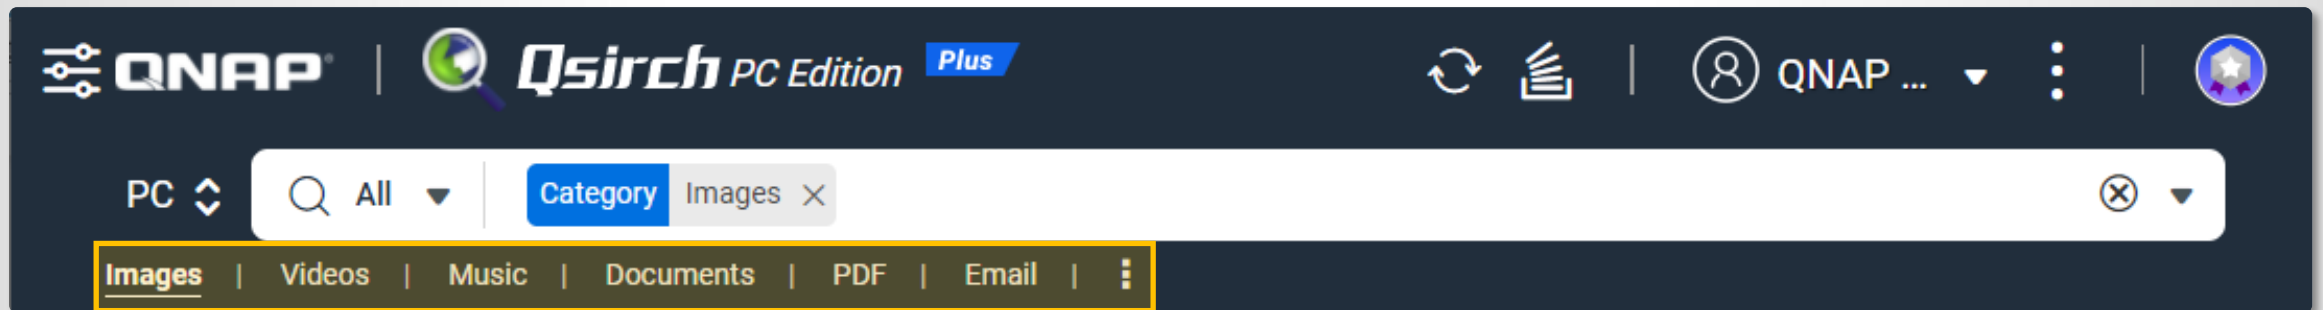 QNAP | Qsirch PC Edition Plus | QNAP ... |
PC All Category Images
Images | Videos | Music | Documents | PDF | Email |